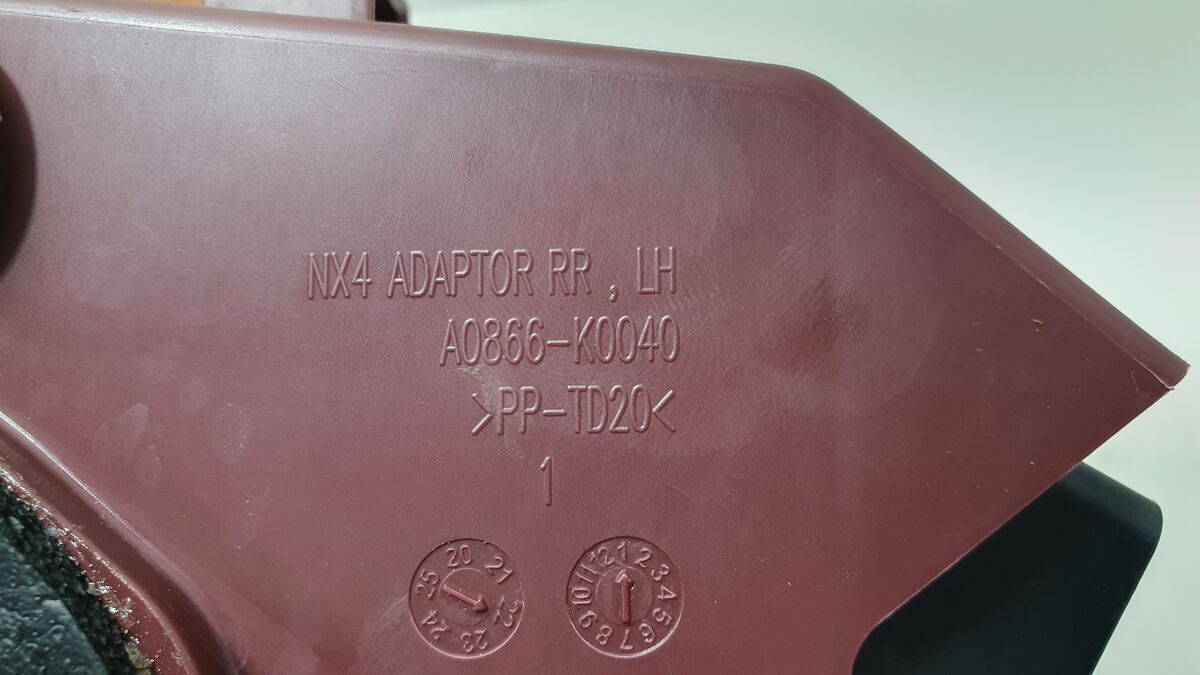 NX4 ADAPTOR RR , LH
A0866-K0040
>PP-TD20<
1
20 21 22 23 24 25
1 2 3 4 5 6 7 8 9 10 11 12